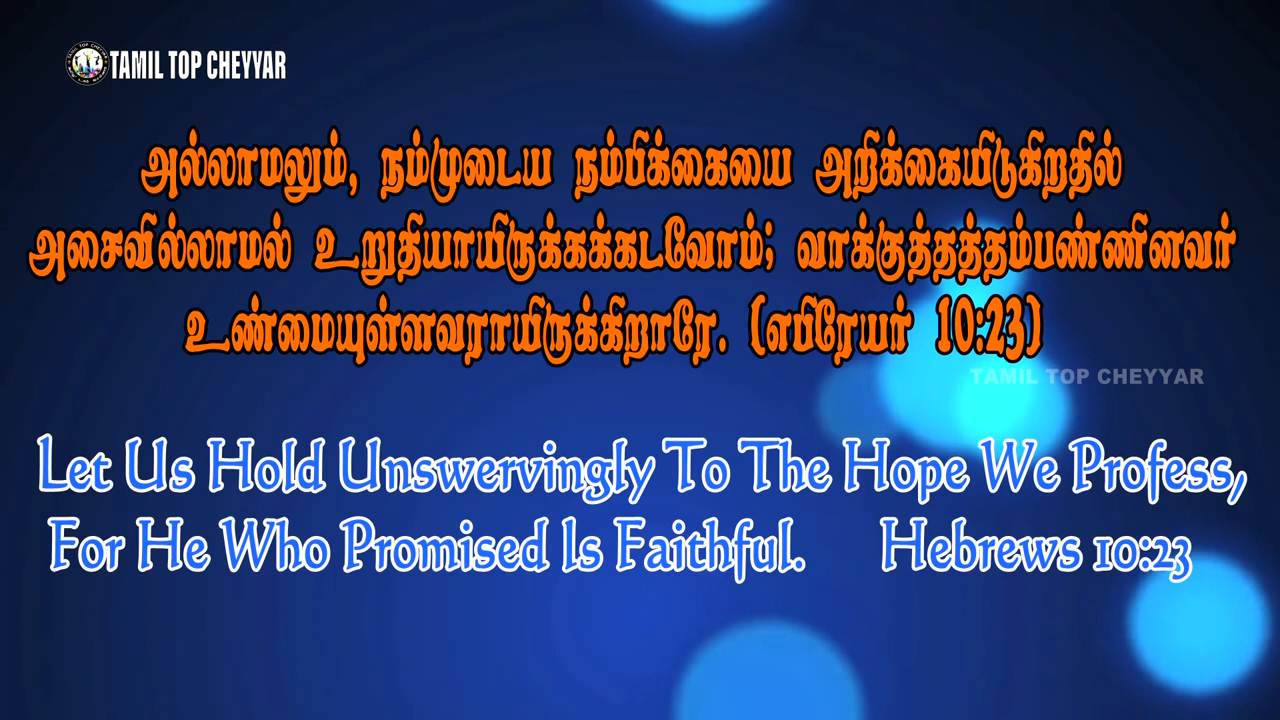 TAMIL TOP CHEYYAR
அல்லாமலும், நம்முடைய நம்பிக்கையை அறிக்கையிடுகிறதில்
அசைவில்லாமல் உறுதியாயிருக்கக்கடவோம்; வாக்குத்தத்தம்பண்ணினவர்
உண்மையுள்ளவராயிருக்கிறாரே. (எபிரேயர் 10:23)
TAMIL TOP CHEYYAR
Let Us Hold Unswervingly To The Hope We Profess,
For He Who Promised Is Faithful. Hebrews 10:23